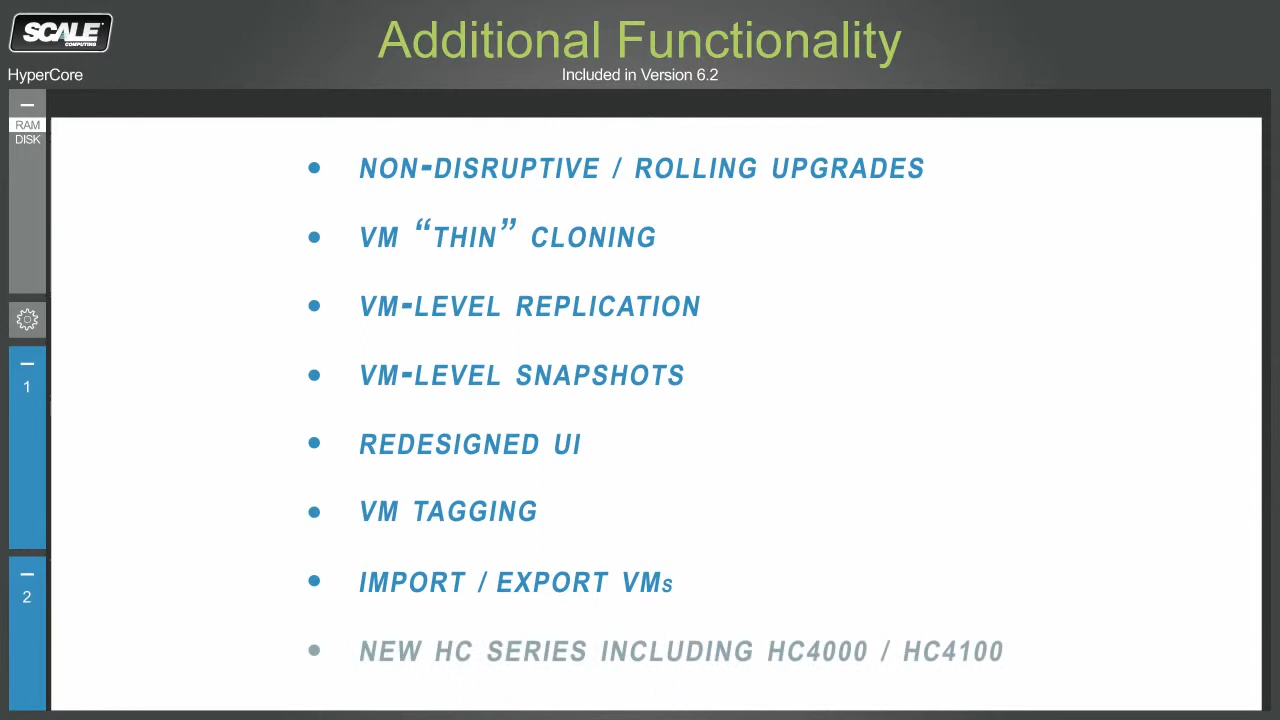 SCALE
COMPUTING
Additional Functionality
HyperCore
Included in Version 6.2
RAM
DISK
1
2
• NON-DISRUPTIVE / ROLLING UPGRADES
• VM “THIN” CLONING
• VM-LEVEL REPLICATION
• VM-LEVEL SNAPSHOTS
• REDESIGNED UI
• VM TAGGING
• IMPORT / EXPORT VMs
• NEW HC SERIES INCLUDING HC4000 / HC4100